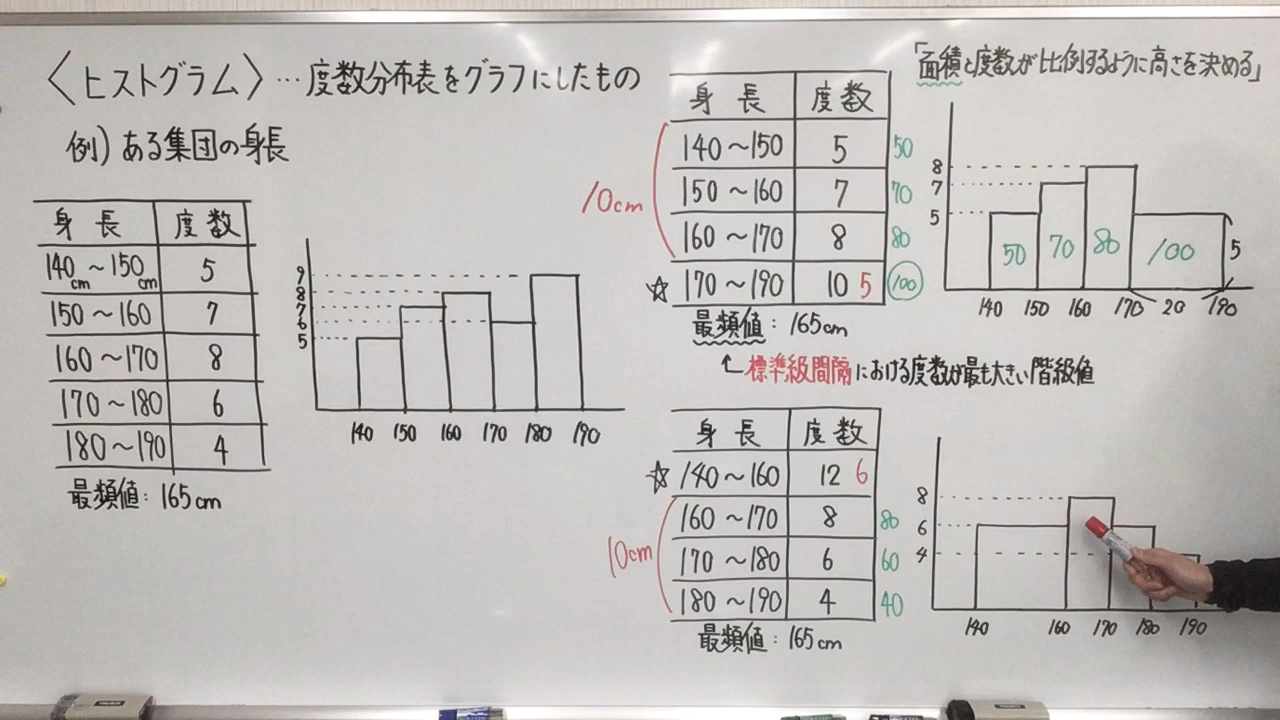 〈ヒストグラム〉…度数分布表をグラフにしたもの
例）ある集団の身長
身長 度数
140cm～150cm 5
150～160 7
160～170 8
170～180 6
180～190 4
最頻値：165cm
9
8
7
6
5
140 150 160 170 180 190
身長 度数
140～150 5 50
150～160 7 70
160～170 8 80
☆ 170～190 10 5 100
10cm
最頻値：165cm
標準級間隔における度数が最も大きい階級値
「面積と度数が比例するように高さを決める」
8
7
5
50 70 80 100 5
140 150 160 170 20 190
身長 度数
☆ 140～160 12 6
160～170 8 80
170～180 6 60
180～190 4 40
10cm
最頻値：165cm
8
6
4
140 160 170 180 190